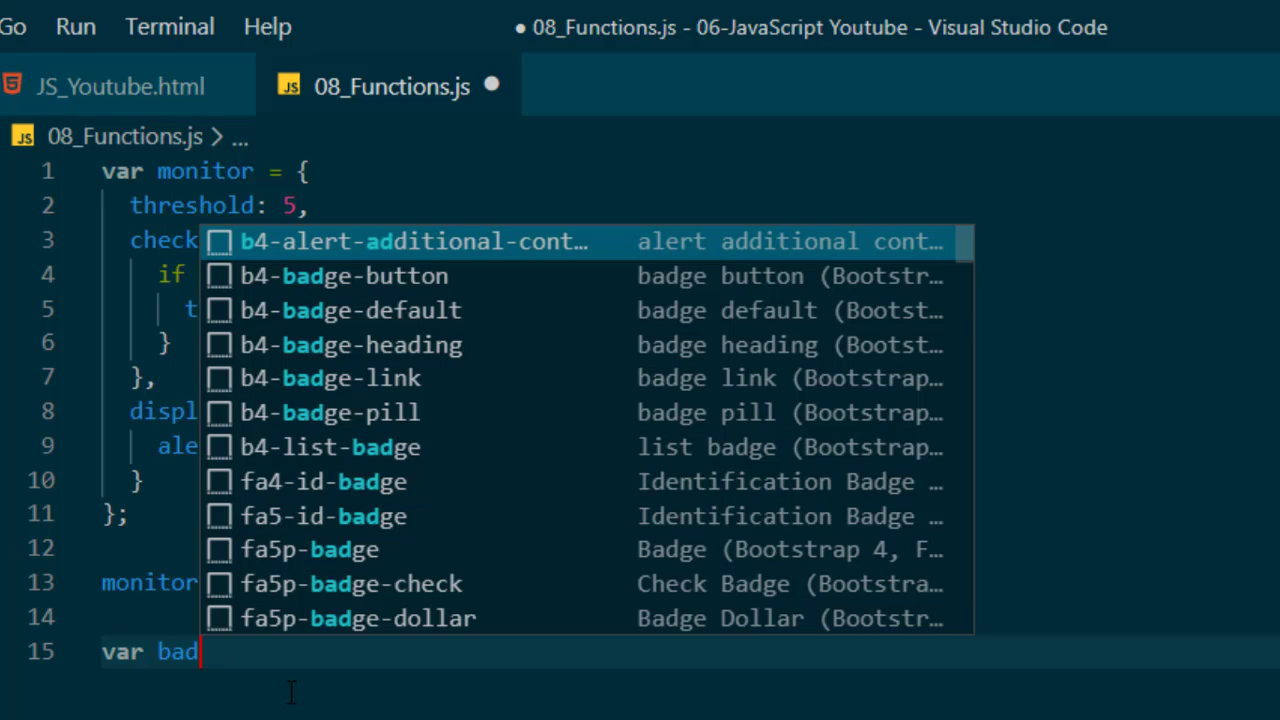 Go Run Terminal Help ● 08_Functions.js - 06-JavaScript Youtube - Visual Studio Code
JS_Youtube.html JS 08_Functions.js
JS 08_Functions.js > ...
1 var monitor = {
2 threshold: 5,
3 check b4-alert-additional-cont… alert additional cont…
4 if b4-badge-button badge button (Bootstr…
5 t b4-badge-default badge default (Bootst…
6 } b4-badge-heading badge heading (Bootst…
7 }, b4-badge-link badge link (Bootstrap…
8 displ b4-badge-pill badge pill (Bootstrap…
9 ale b4-list-badge list badge (Bootstrap…
10 } fa4-id-badge Identification Badge …
11 }; fa5-id-badge Identification Badge …
12 fa5p-badge Badge (Bootstrap 4, F…
13 monitor fa5p-badge-check Check Badge (Bootstra…
14 fa5p-badge-dollar Badge Dollar (Bootstr…
15 var bad